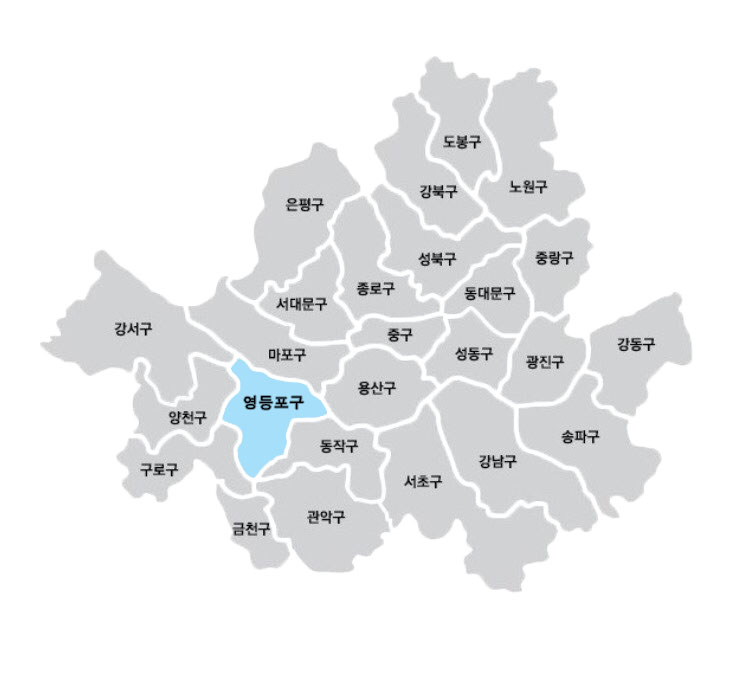 도봉구
노원구
강북구
은평구
성북구
중랑구
종로구
동대문구
서대문구
강서구
중구
강동구
마포구
성동구
광진구
용산구
영등포구
양천구
송파구
동작구
강남구
구로구
서초구
관악구
금천구